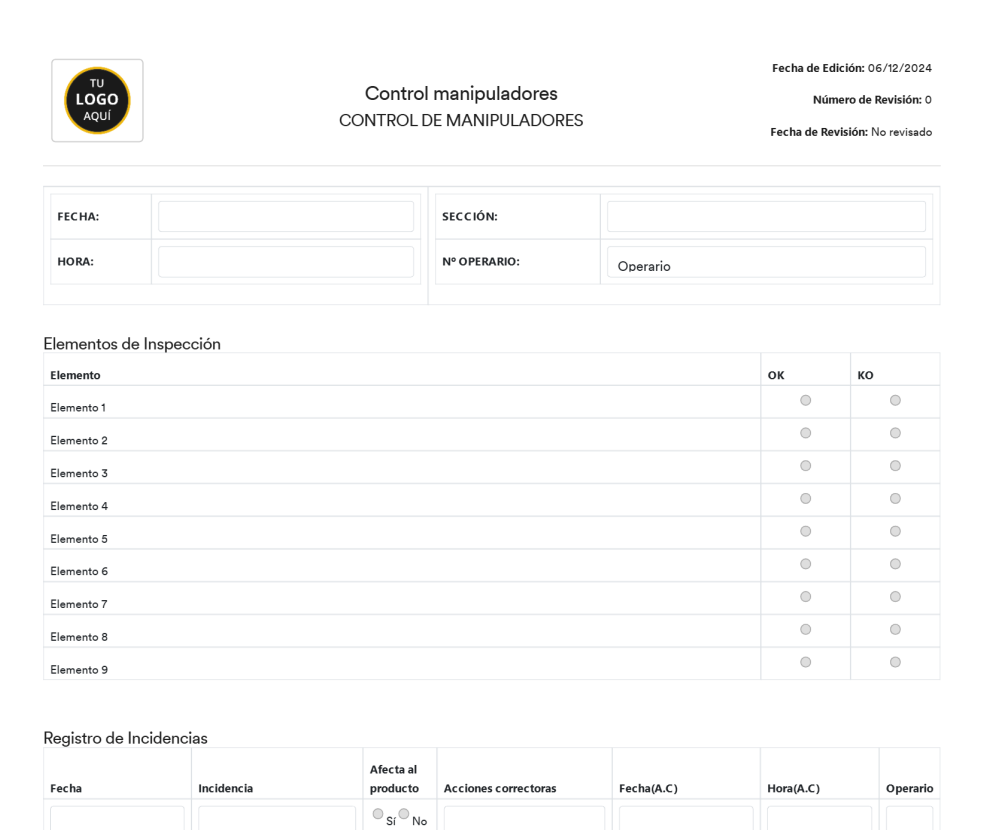 TU
LOGO
AQUÍ
Control manipuladores
CONTROL DE MANIPULADORES
Fecha de Edición: 06/12/2024
Número de Revisión: 0
Fecha de Revisión: No revisado
FECHA:
HORA:
SECCIÓN:
Nº OPERARIO: Operario
Elementos de Inspección
Elemento OK KO
Elemento 1
Elemento 2
Elemento 3
Elemento 4
Elemento 5
Elemento 6
Elemento 7
Elemento 8
Elemento 9
Registro de Incidencias
Fecha Incidencia Afecta al producto Acciones correctoras Fecha(A.C) Hora(A.C) Operario
Sí No